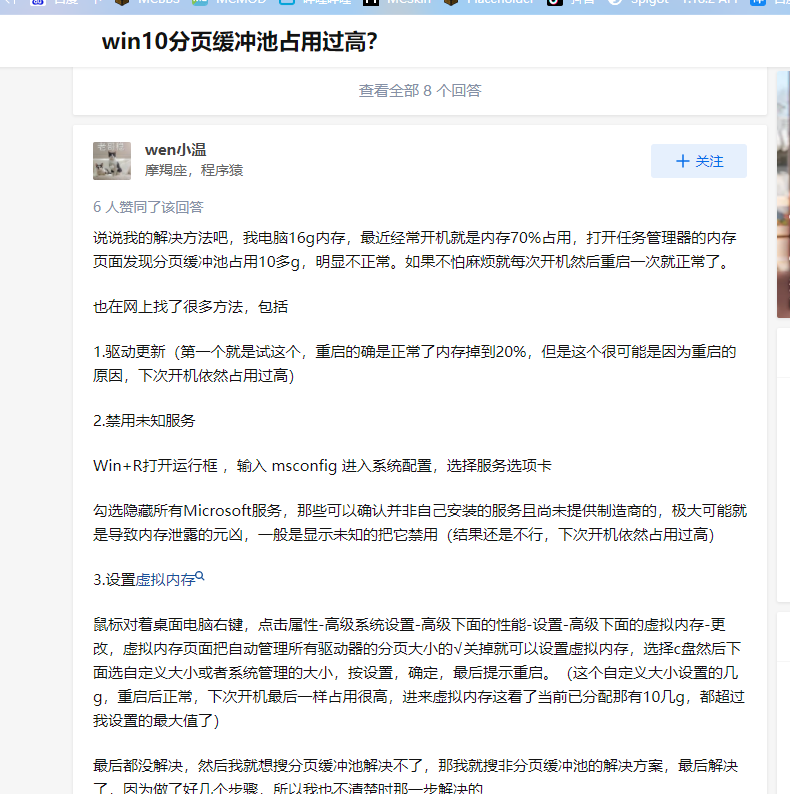 百度
MCBBS
MCMOD
哔哩哔哩
MCSkin
Placeholder
抖音
Spigot
1.18.2 API
win10分页缓冲池占用过高？
查看全部 8 个回答
wen小温
摩羯座，程序猿
关注
6 人赞同了该回答
说说我的解决方法吧，我电脑16g内存，最近经常开机就是内存70%占用，打开任务管理器的内存
页面发现分页缓冲池占用10多g，明显不正常。如果不怕麻烦就每次开机然后重启一次就正常了。
也在网上找了很多方法，包括
1.驱动更新（第一个就是试这个，重启的确是正常了内存掉到20%，但是这个很可能是因为重启的
原因，下次开机依然占用过高）
2.禁用未知服务
Win+R打开运行框 ，输入 msconfig 进入系统配置，选择服务选项卡
勾选隐藏所有Microsoft服务，那些可以确认并非自己安装的服务且尚未提供制造商的，极大可能就
是导致内存泄露的元凶，一般是显示未知的把它禁用（结果还是不行，下次开机依然占用过高）
3.设置虚拟内存
鼠标对着桌面电脑右键，点击属性-高级系统设置-高级下面的性能-设置-高级下面的虚拟内存-更
改，虚拟内存页面把自动管理所有驱动器的分页大小的√关掉就可以设置虚拟内存，选择c盘然后下
面选自定义大小或者系统管理的大小，按设置，确定，最后提示重启。（这个自定义大小设置的几
g，重启后正常，下次开机最后一样占用很高，进来虚拟内存这看了当前已分配那有10几g，都超过
我设置的最大值了）
最后都没解决，然后我就想搜分页缓冲池解决不了，那我就搜非分页缓冲池的解决方案，最后解决
了，因为做了好几个步骤，所以我也不清楚时那一步解决的